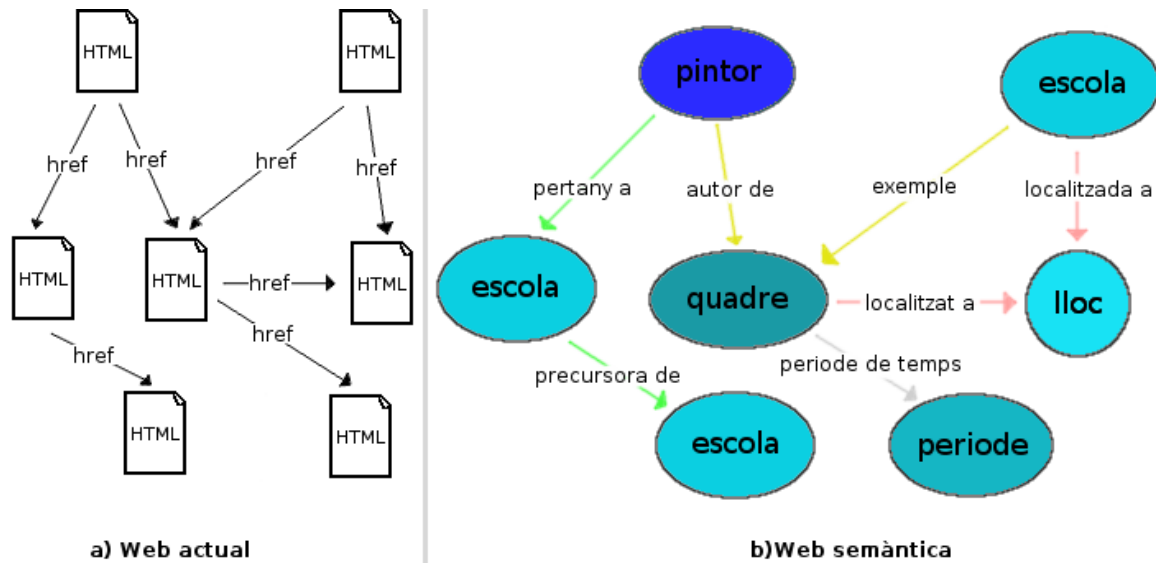 HTML
HTML
href
href
href
href
HTML
HTML
HTML
href
href
href
HTML
HTML
a) Web actual
pintor
escola
pertany a
autor de
exemple
localitzada a
escola
quadre
localitzat a
lloc
precursora de
periode de temps
escola
periode
b)Web semàntica